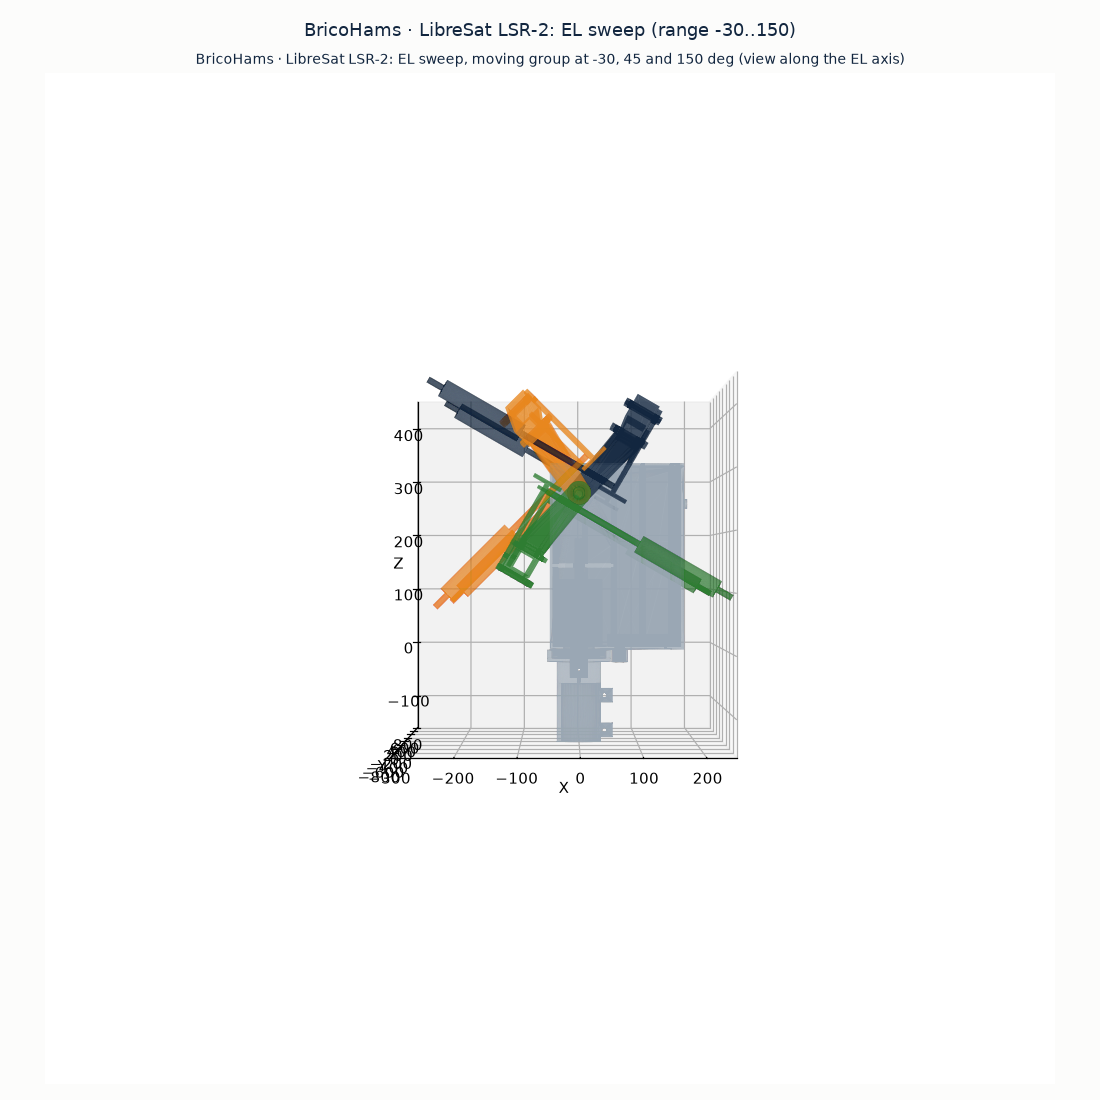 BricoHams · LibreSat LSR-2: EL sweep (range -30..150)
BricoHams · LibreSat LSR-2: EL sweep, moving group at -30, 45 and 150 deg (view along the EL axis)
400
300
200
Z
100
0
−100
−200
−100
0
100
200
X